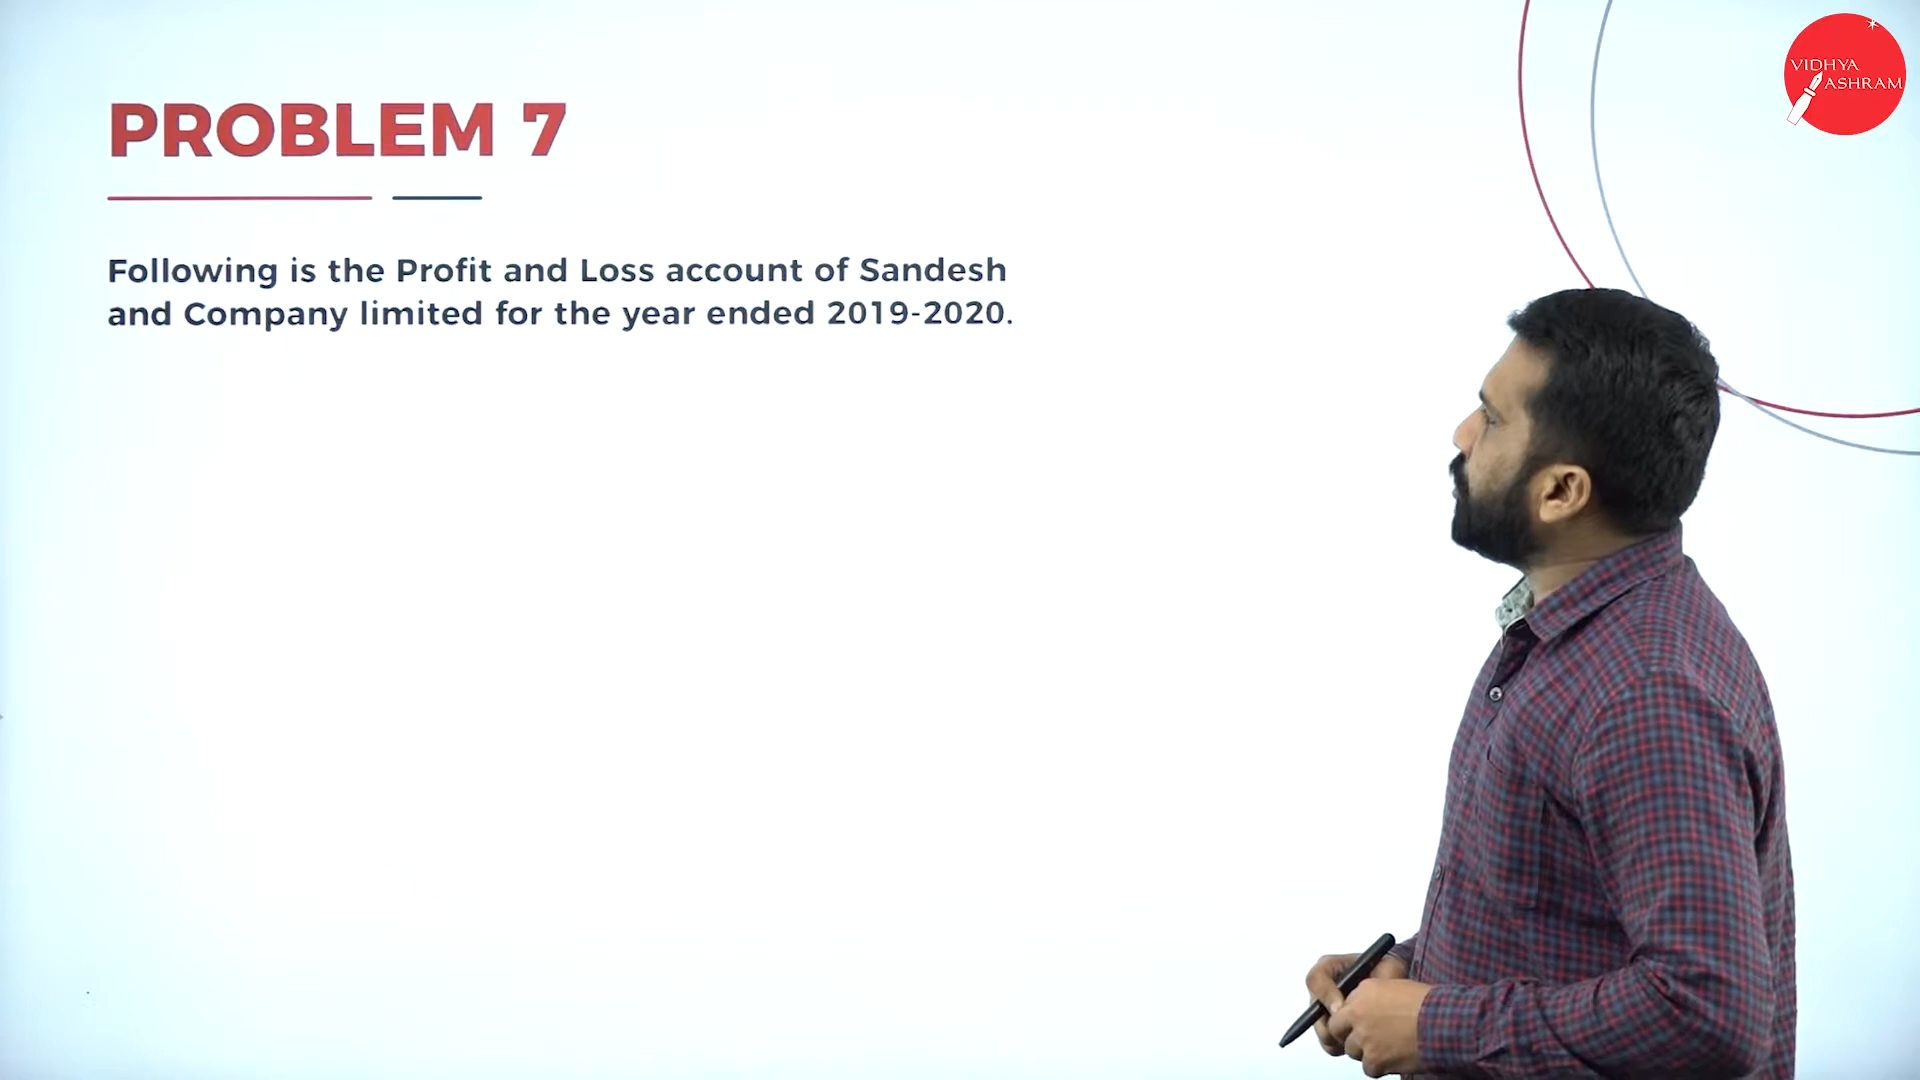 VIDHYA
ASHRAM
PROBLEM 7
Following is the Profit and Loss account of Sandesh
and Company limited for the year ended 2019-2020.